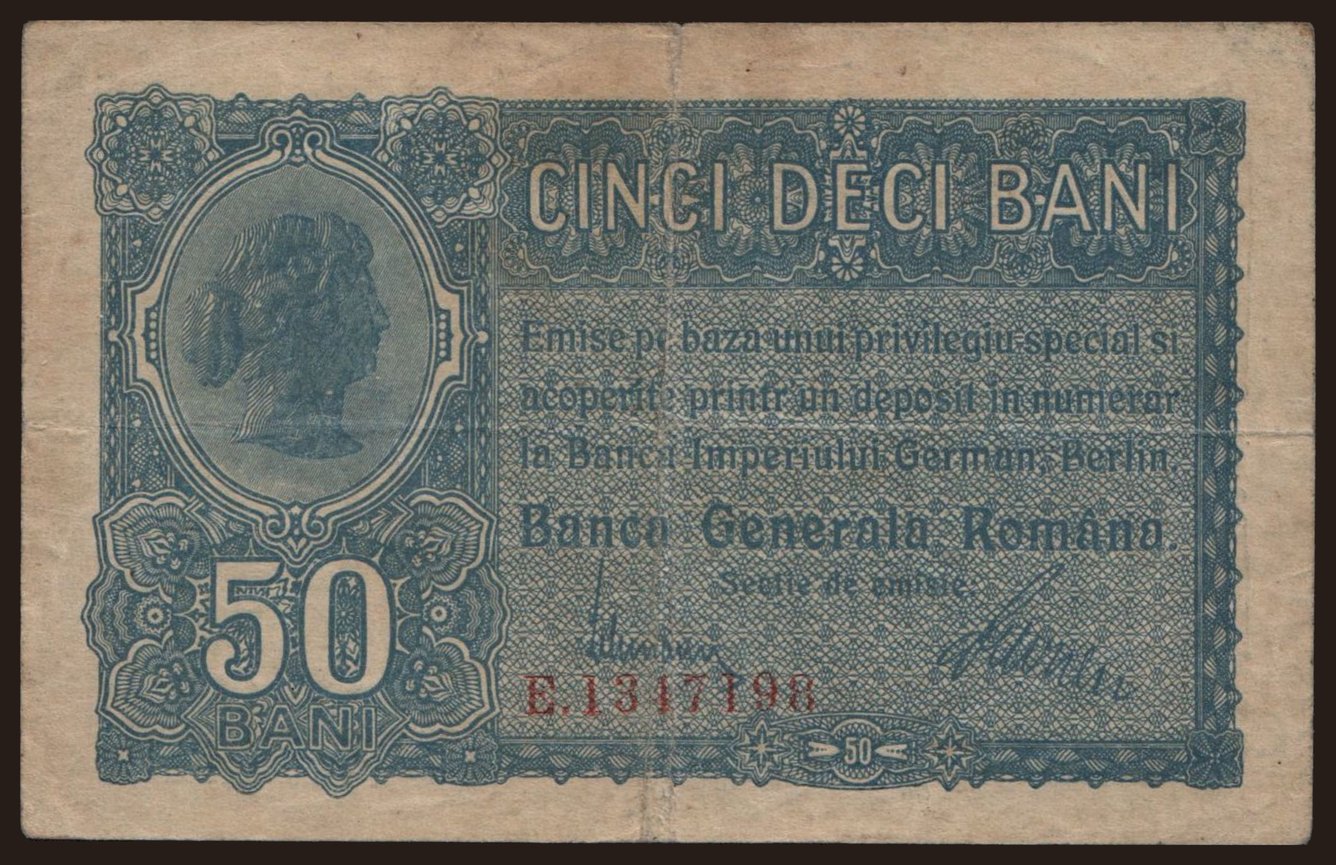 CINCI DECI BANI
Emise pe baza unui privilegiu special si
acoperite printr'un deposit in numerar
la Banca Imperiului German, Berlin.
Banca Generala Româna.
Sectie de emisie.
50
BANI
E.1347198
50